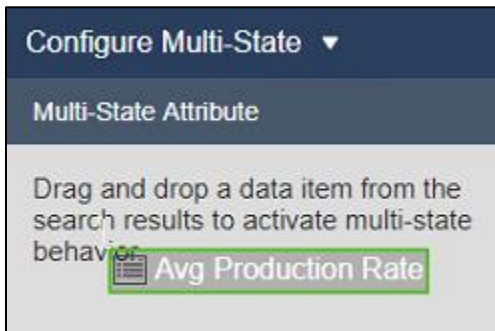 Configure Multi-State
Multi-State Attribute
Drag and drop a data item from the
search results to activate multi-state
behavior.
Avg Production Rate